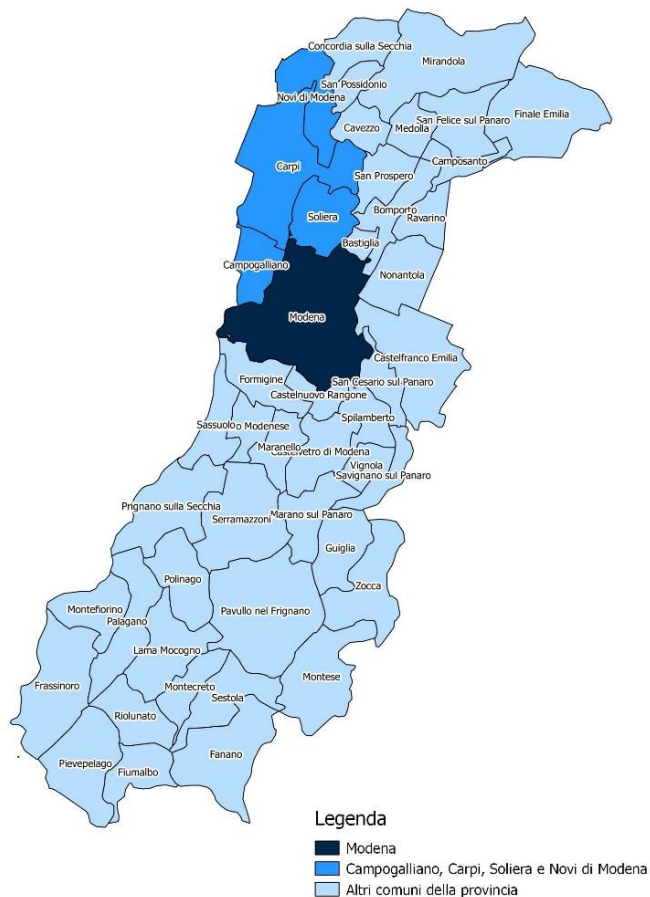 Concordia sulla Secchia
Mirandola
San Possidonio
Novi di Modena
Finale Emilia
San Felice sul Panaro
Cavezzo
Medolla
Camposanto
Carpi
San Prospero
Bomporto
Ravarino
Soliera
Bastiglia
Campogalliano
Nonantola
Modena
Castelfranco Emilia
Formigine
San Cesario sul Panaro
Castelnuovo Rangone
Spilamberto
Sassuolo
o Modenese
Maranello
Castelvetro di Modena
Vignola
Savignano sul Panaro
Prignano sulla Secchia
Serramazzoni
Marano sul Panaro
Guiglia
Polinago
Zocca
Montefiorino
Pavullo nel Frignano
Palagano
Lama Mocogno
Montese
Frassinoro
Montecreto
Sestola
Riolunato
Fanano
Pievepelago
Fiumalbo
Legenda
Modena
Campogalliano, Carpi, Soliera e Novi di Modena
Altri comuni della provincia